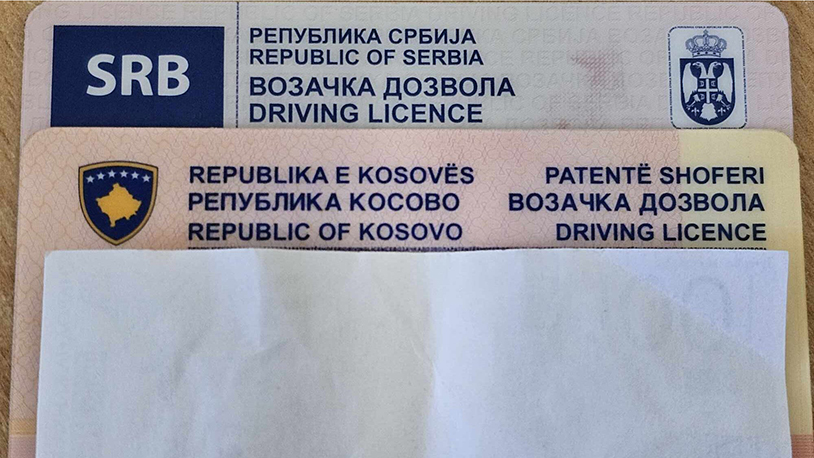 SRB
РЕПУБЛИКА СРБИЈА
REPUBLIC OF SERBIA
ВОЗАЧКА ДОЗВОЛА
DRIVING LICENCE
REPUBLIKA E KOSOVËS
РЕПУБЛИКА КОСОВО
REPUBLIC OF KOSOVO
PATENTË SHOFERI
ВОЗАЧКА ДОЗВОЛА
DRIVING LICENCE